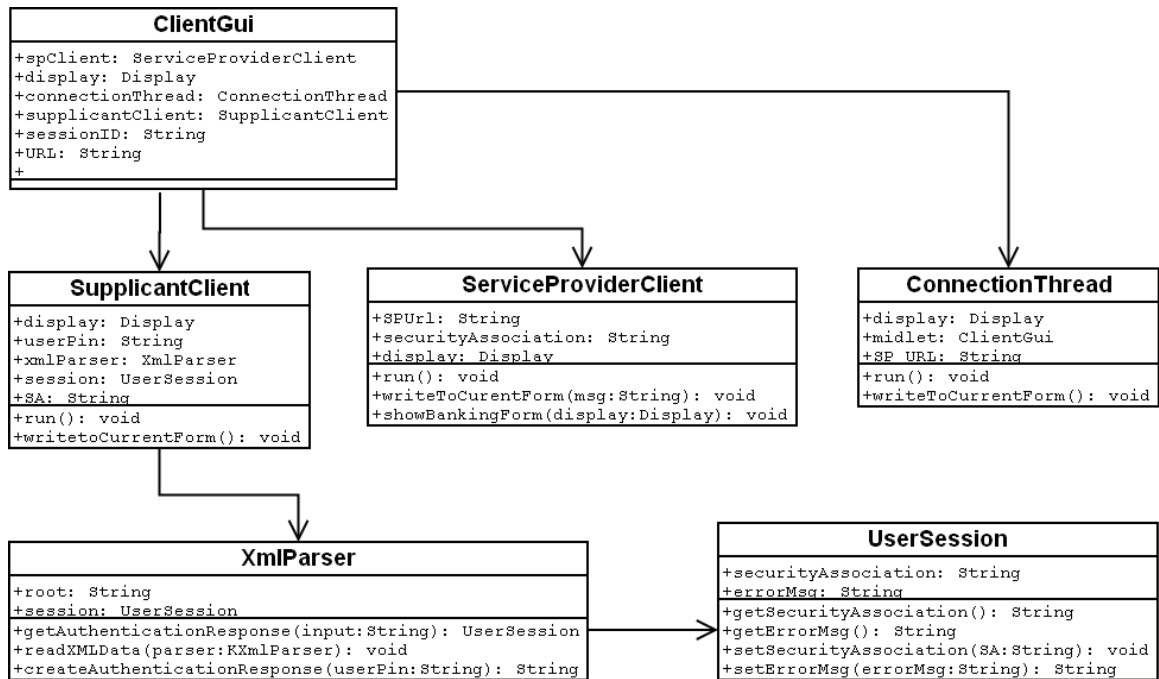 ClientGui
+spClient: ServiceProviderClient
+display: Display
+connectionThread: ConnectionThread
+supplicantClient: SupplicantClient
+sessionID: String
+URL: String
+
SupplicantClient
+display: Display
+userPin: String
+xmlParser: XmlParser
+session: UserSession
+SA: String
+run(): void
+writetoCurrentForm(): void
ServiceProviderClient
+SPUrl: String
+securityAssociation: String
+display: Display
+run(): void
+writeToCurentForm(msg:String): void
+showBankingForm(display:Display): void
ConnectionThread
+display: Display
+midlet: ClientGui
+SP_URL: String
+run(): void
+writeToCurrentForm(): void
XmlParser
+root: String
+session: UserSession
+getAuthenticationResponse(input:String): UserSession
+readXMLData(parser:KXmlParser): void
+createAuthenticationResponse(userPin:String): String
UserSession
+securityAssociation: String
+errorMsg: String
+getSecurityAssociation(): String
+getErrorMsg(): String
+setSecurityAssociation(SA:String): void
+setErrorMsg(errorMsg:String): String